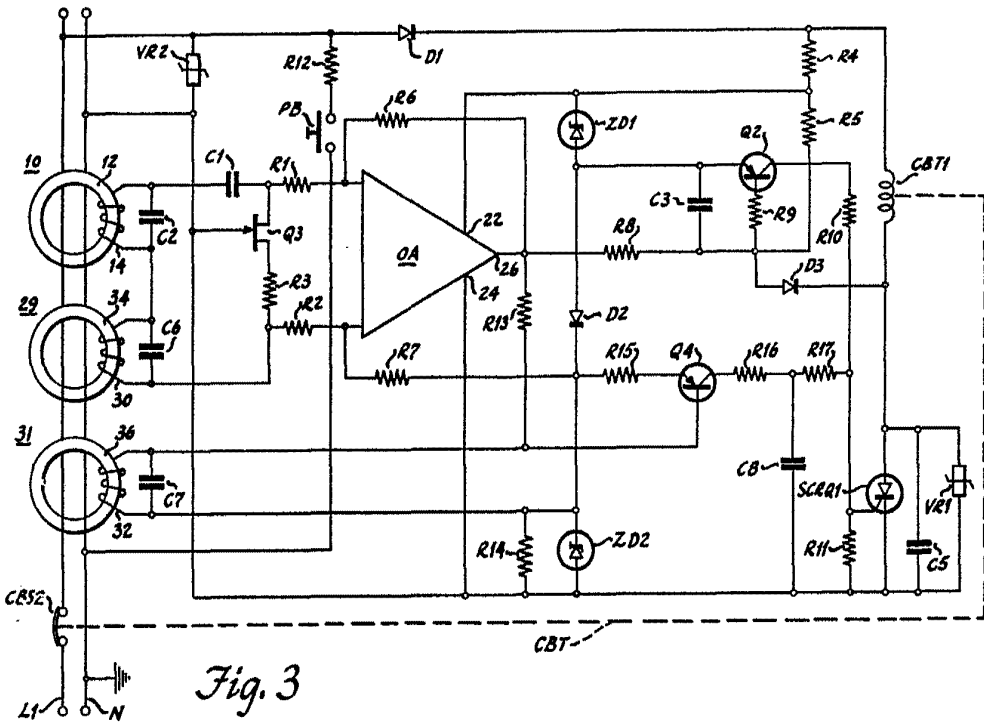 VR2
R12
D1
R4
PB
R6
R5
10
12
C1
R1
ZD1
Q2
CBT1
C2
Q3
22
C3
R9
R10
14
OA
R8
26
24
D3
29
34
R3
R2
R13
D2
C6
R7
R15
Q4
R16
R17
30
31
36
C7
C8
SCRQ1
VR1
32
R14
ZD2
R11
C5
CBS2
CBT
Fig. 3
L1
N